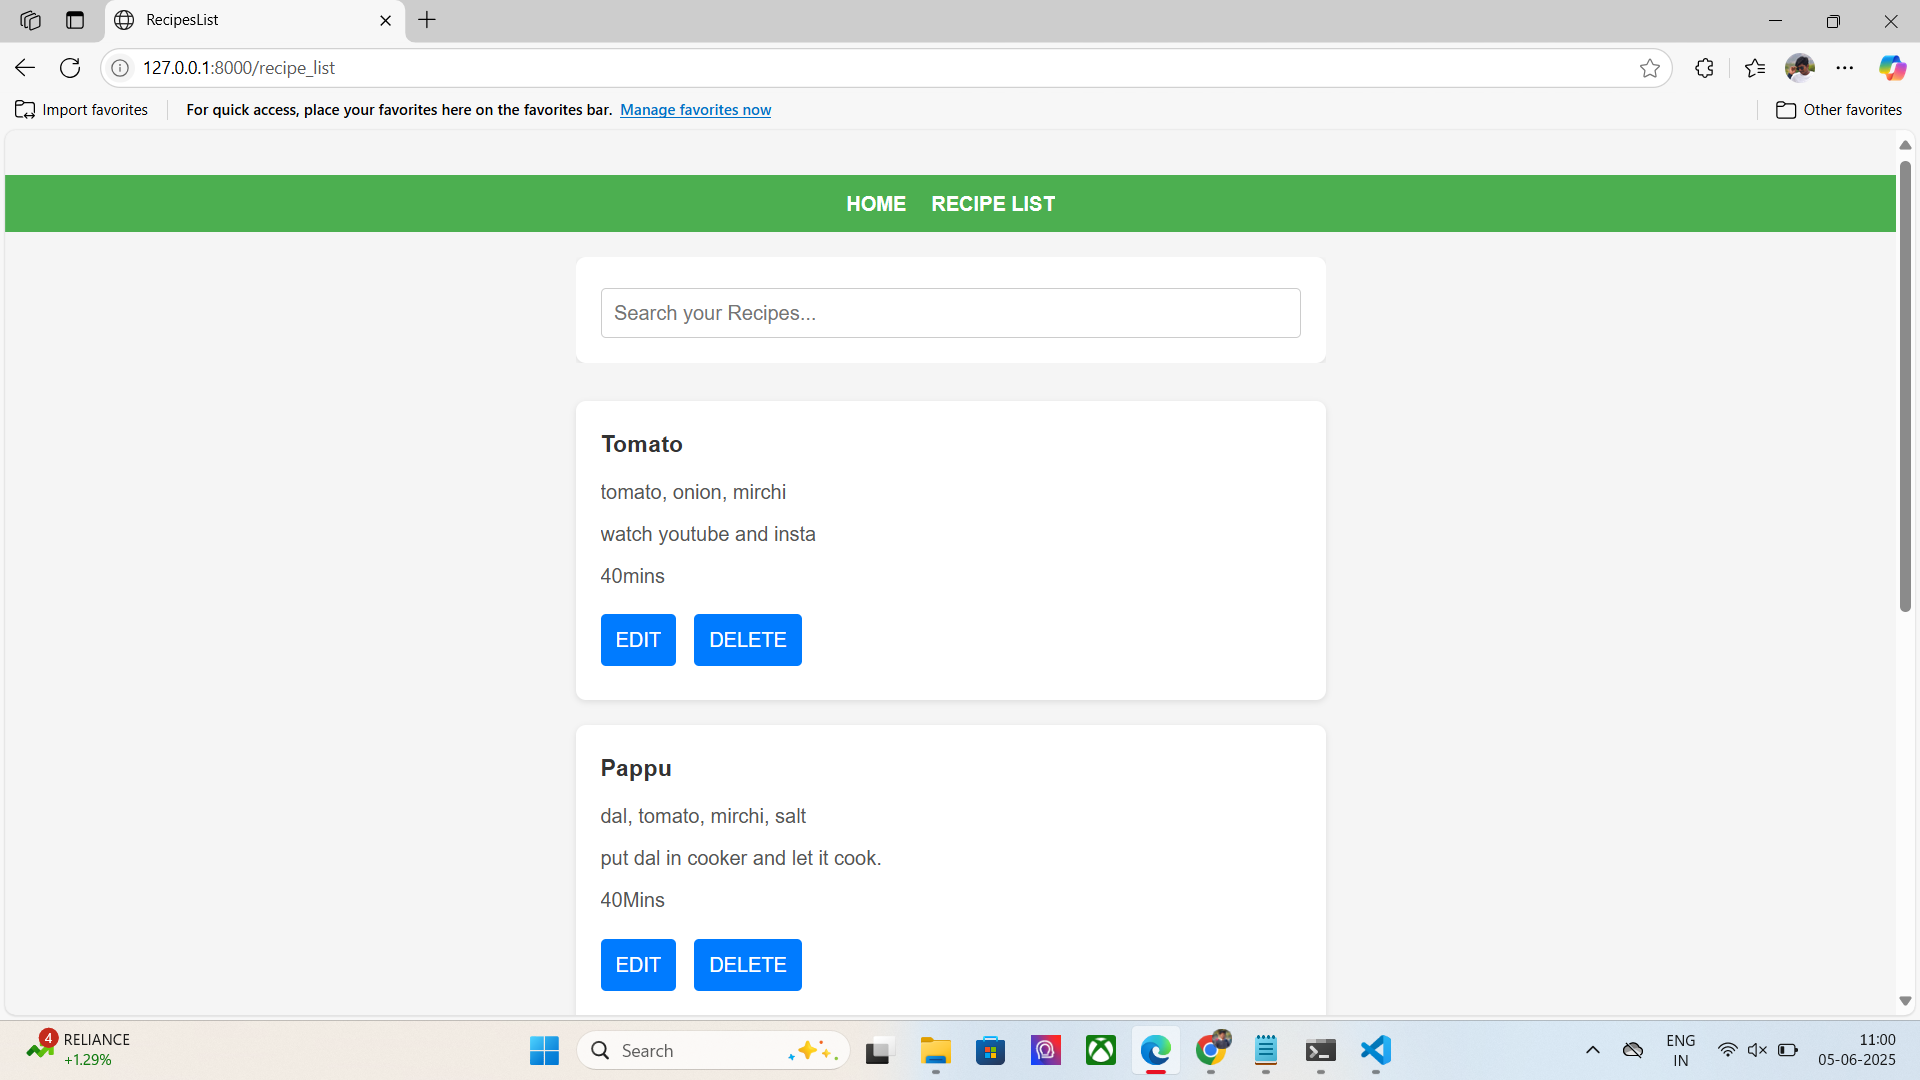 RecipesList
127.0.0.1:8000/recipe_list
Import favorites For quick access, place your favorites here on the favorites bar. Manage favorites now Other favorites
HOME RECIPE LIST
Search your Recipes...
Tomato
tomato, onion, mirchi
watch youtube and insta
40mins
EDIT DELETE
Pappu
dal, tomato, mirchi, salt
put dal in cooker and let it cook.
40Mins
EDIT DELETE
4 RELIANCE
+1.29%
Search
ENG
IN
11:00
05-06-2025